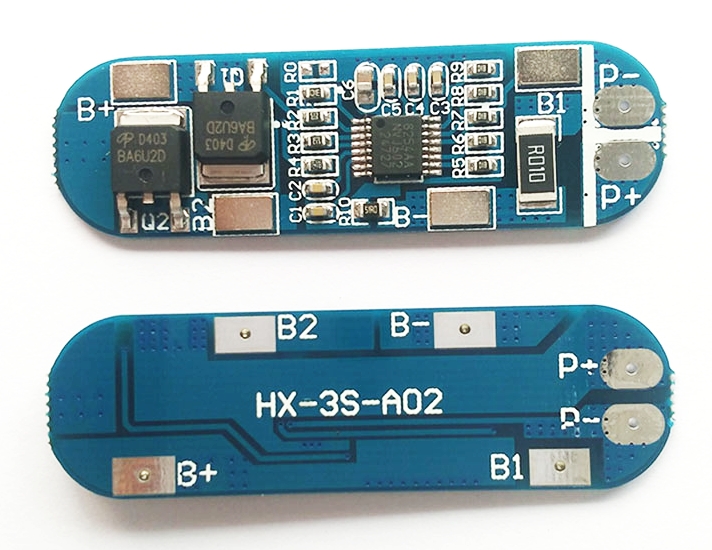 B+
D403
BA6U2D
Q2
Q1
D403
BA6U2D
B2
R0
R1
R2
R3
R4
C2
C1
C6
C5
C4
C3
R10
B-
R9
R8
R7
R6
R5
B1
R010
P-
P+
B2
B-
P+
HX-3S-A02
P-
B+
B1